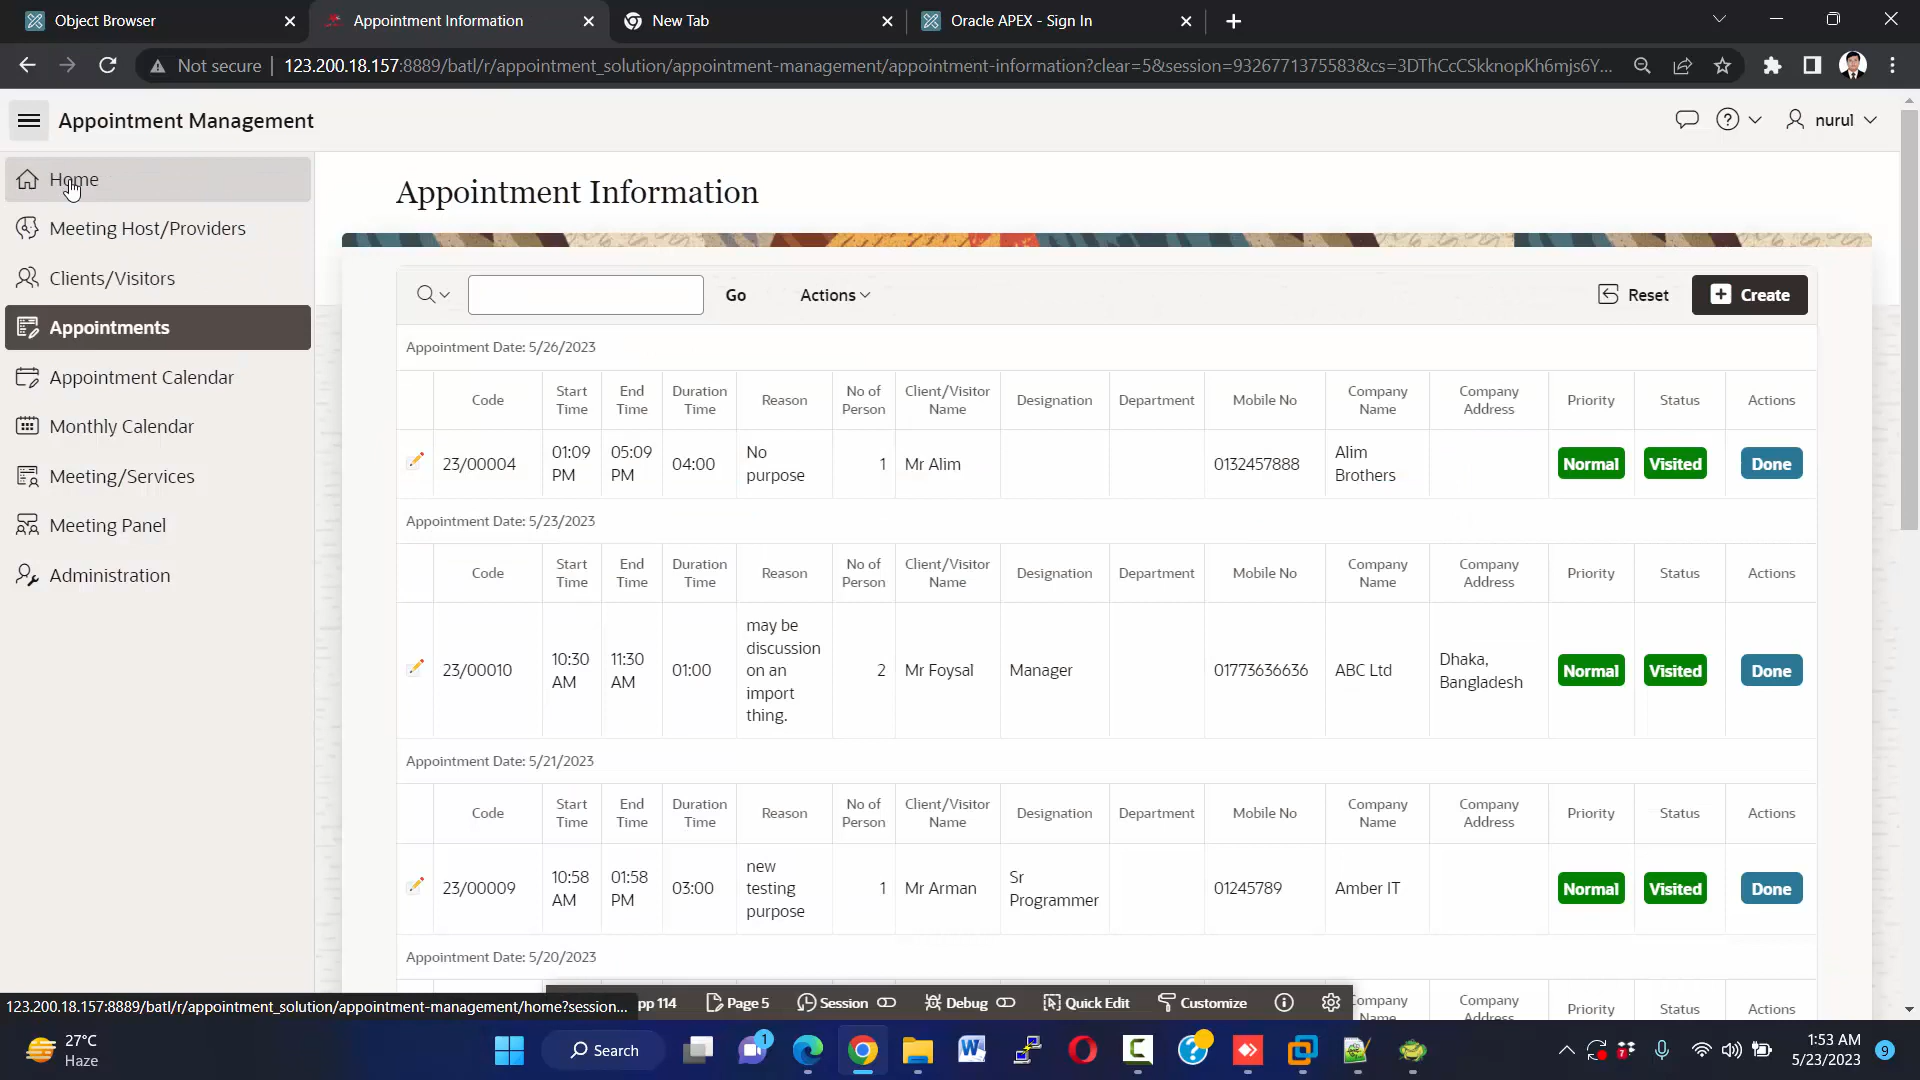 Object Browser
Appointment Information
New Tab
Oracle APEX - Sign In
Not secure
123.200.18.157:8889/batl/r/appointment_solution/appointment-management/appointment-information?clear=5&session=9326771375583&cs=3DThCcCSkknopKh6mjs6Y...
Appointment Management
nurul
Home
Meeting Host/Providers
Clients/Visitors
Appointments
Appointment Calendar
Monthly Calendar
Meeting/Services
Meeting Panel
Administration
Appointment Information
Go
Actions
Reset
Create
Appointment Date: 5/26/2023
Code Start Time End Time Duration Time Reason No of Person Client/Visitor Name Designation Department Mobile No Company Name Company Address Priority Status Actions
23/00004 01:09 PM 05:09 PM 04:00 No purpose 1 Mr Alim 0132457888 Alim Brothers Normal Visited Done
Appointment Date: 5/23/2023
Code Start Time End Time Duration Time Reason No of Person Client/Visitor Name Designation Department Mobile No Company Name Company Address Priority Status Actions
23/00010 10:30 AM 11:30 AM 01:00 may be discussion on an import thing. 2 Mr Foysal Manager 01773636636 ABC Ltd Dhaka, Bangladesh Normal Visited Done
Appointment Date: 5/21/2023
Code Start Time End Time Duration Time Reason No of Person Client/Visitor Name Designation Department Mobile No Company Name Company Address Priority Status Actions
23/00009 10:58 AM 01:58 PM 03:00 new testing purpose 1 Mr Arman Sr Programmer 01245789 Amber IT Normal Visited Done
Appointment Date: 5/20/2023
Company Name Company Address Priority Status Actions
123.200.18.157:8889/batl/r/appointment_solution/appointment-management/home?session...
pp 114
Page 5
Session
Debug
Quick Edit
Customize
27°C
Haze
Search
1
1:53 AM
5/23/2023
9